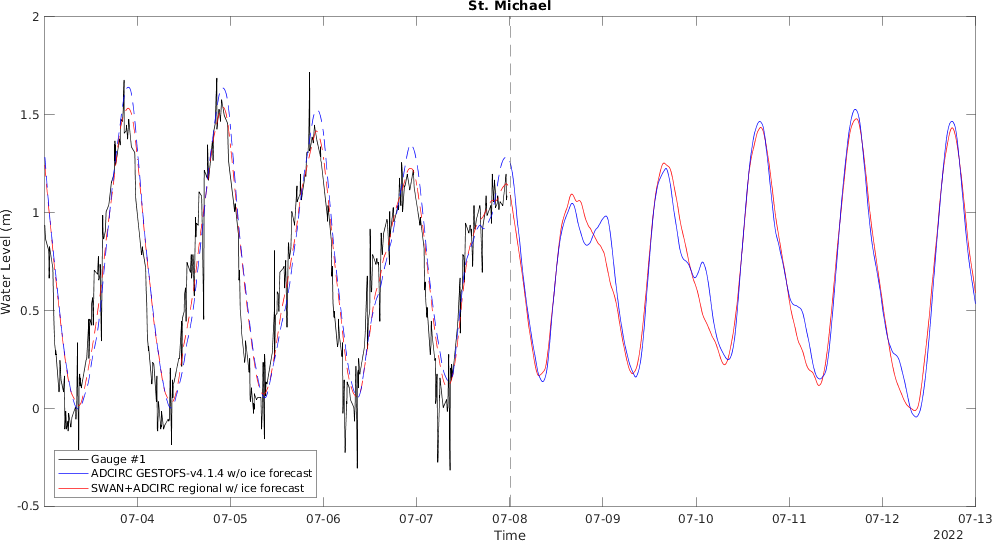 St. Michael
Water Level (m)
2
1.5
1
0.5
0
-0.5
Gauge #1
ADCIRC GESTOFS-v4.1.4 w/o ice forecast
SWAN+ADCIRC regional w/ ice forecast
07-04 07-05 07-06 07-07 07-08 07-09 07-10 07-11 07-12 07-13
Time
2022